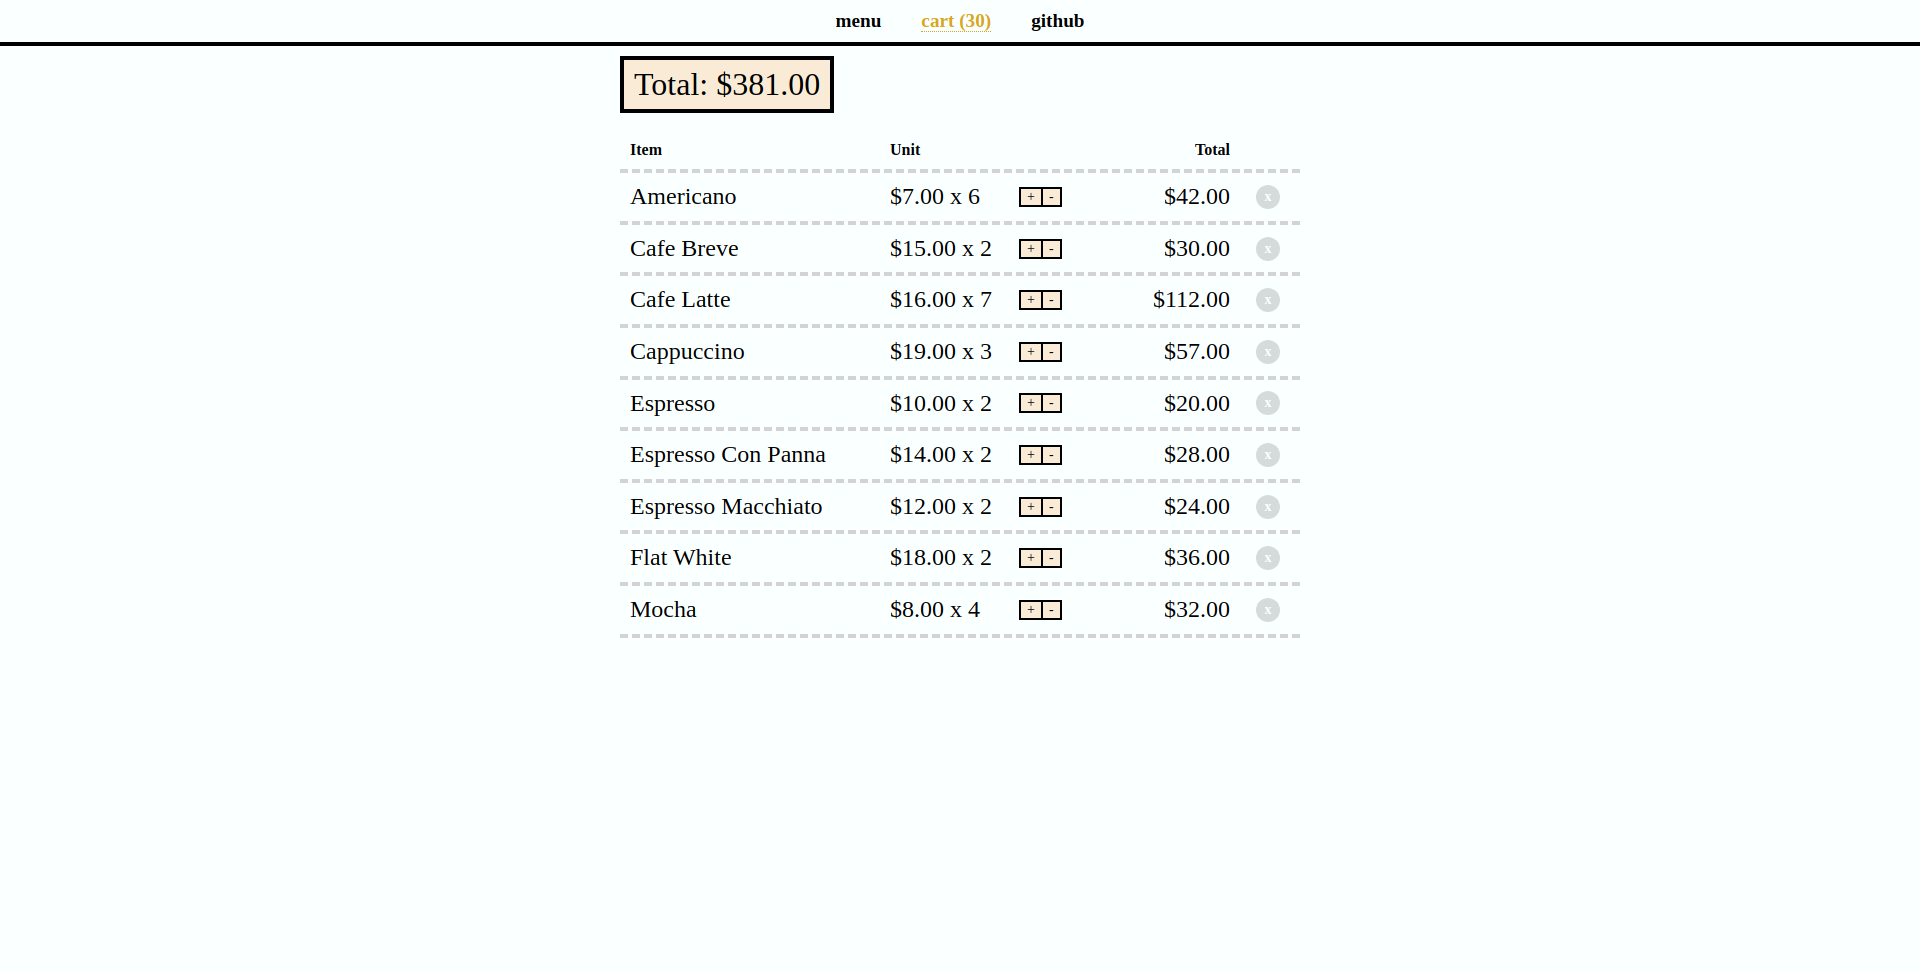 menu cart (30) github
Total: $381.00
Item Unit Total
Americano $7.00 x 6 + - $42.00 x
Cafe Breve $15.00 x 2 + - $30.00 x
Cafe Latte $16.00 x 7 + - $112.00 x
Cappuccino $19.00 x 3 + - $57.00 x
Espresso $10.00 x 2 + - $20.00 x
Espresso Con Panna $14.00 x 2 + - $28.00 x
Espresso Macchiato $12.00 x 2 + - $24.00 x
Flat White $18.00 x 2 + - $36.00 x
Mocha $8.00 x 4 + - $32.00 x